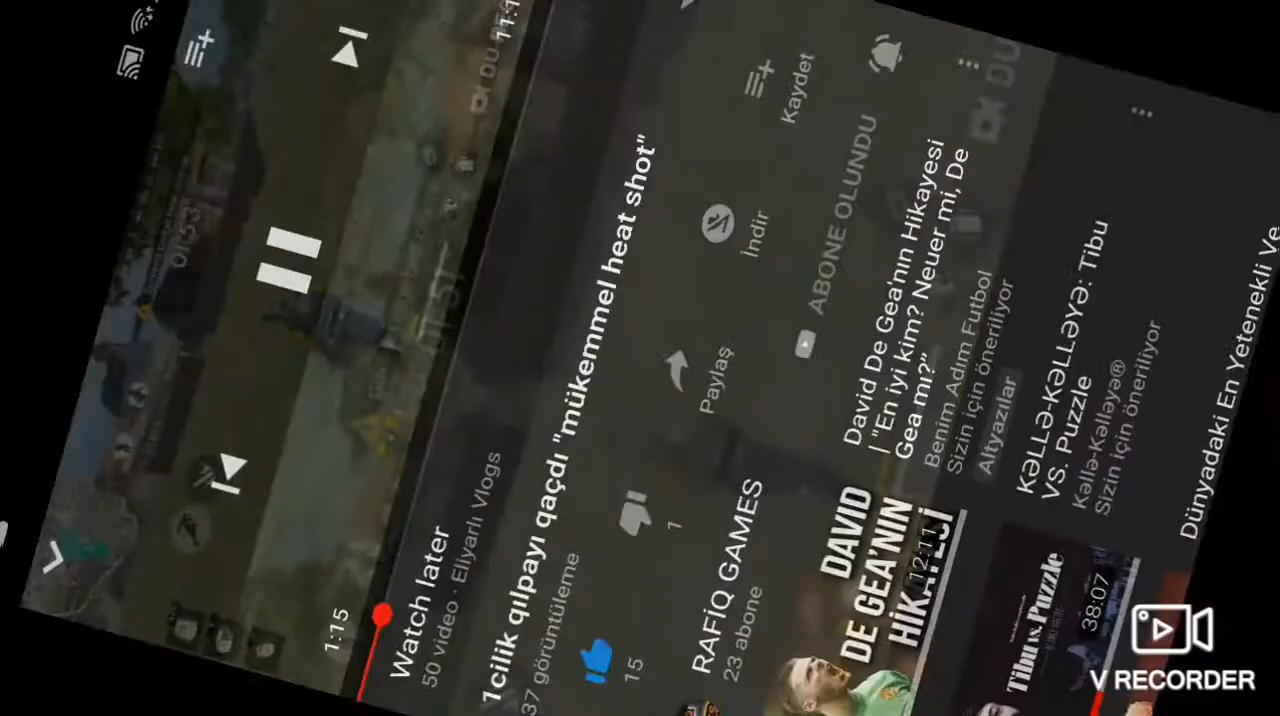 1:15
Watch later
50 video · Eliyarlı Vlogs
1cilik qılpayı qaçdı "mükemmel heat shot"
37 görüntüleme
15
1
Paylaş
İndir
Kaydet
RAFİQ GAMES
23 abone
ABONE OLUNDU
DAVID
DE GEA'NIN
HİKAYESİ
12:11
David De Gea'nın Hikayesi
| "En iyi kim? Neuer mi, De
Gea mı?"
Benim Adım Futbol
Sizin için öneriliyor
Altyazılar
Tibu vs Puzzle
38:07
KƏLLƏ-KƏLLƏYƏ: Tibu
VS. Puzzle
Kəllə-Kəlləyə®
Sizin için öneriliyor
Dünyadaki En Yetenekli Ve
V RECORDER